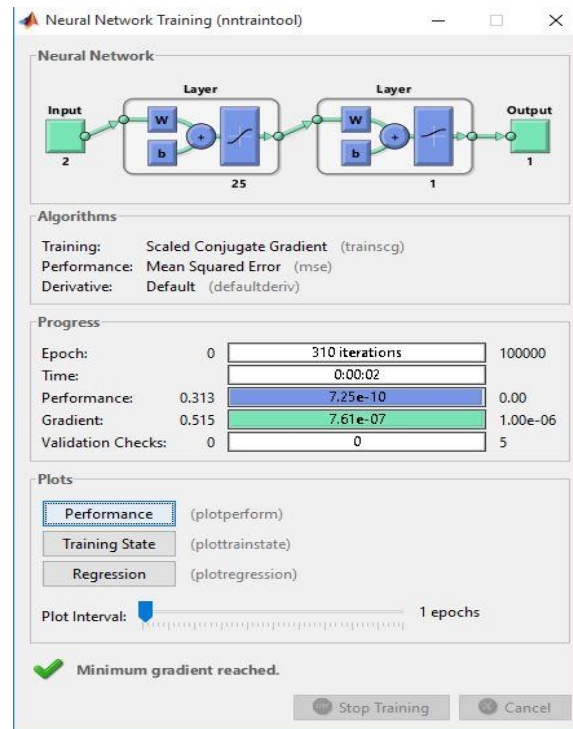 Neural Network Training (nntraintool)
Neural Network
Layer Layer
Input W W Output
b + b +
2 25 1 1
Algorithms
Training: Scaled Conjugate Gradient (trainscg)
Performance: Mean Squared Error (mse)
Derivative: Default (defaultderiv)
Progress
Epoch: 0 310 iterations 100000
Time: 0:00:02
Performance: 0.313 7.25e-10 0.00
Gradient: 0.515 7.61e-07 1.00e-06
Validation Checks: 0 0 5
Plots
Performance (plotperform)
Training State (plottrainstate)
Regression (plotregression)
Plot Interval: 1 epochs
Minimum gradient reached.
Stop Training Cancel